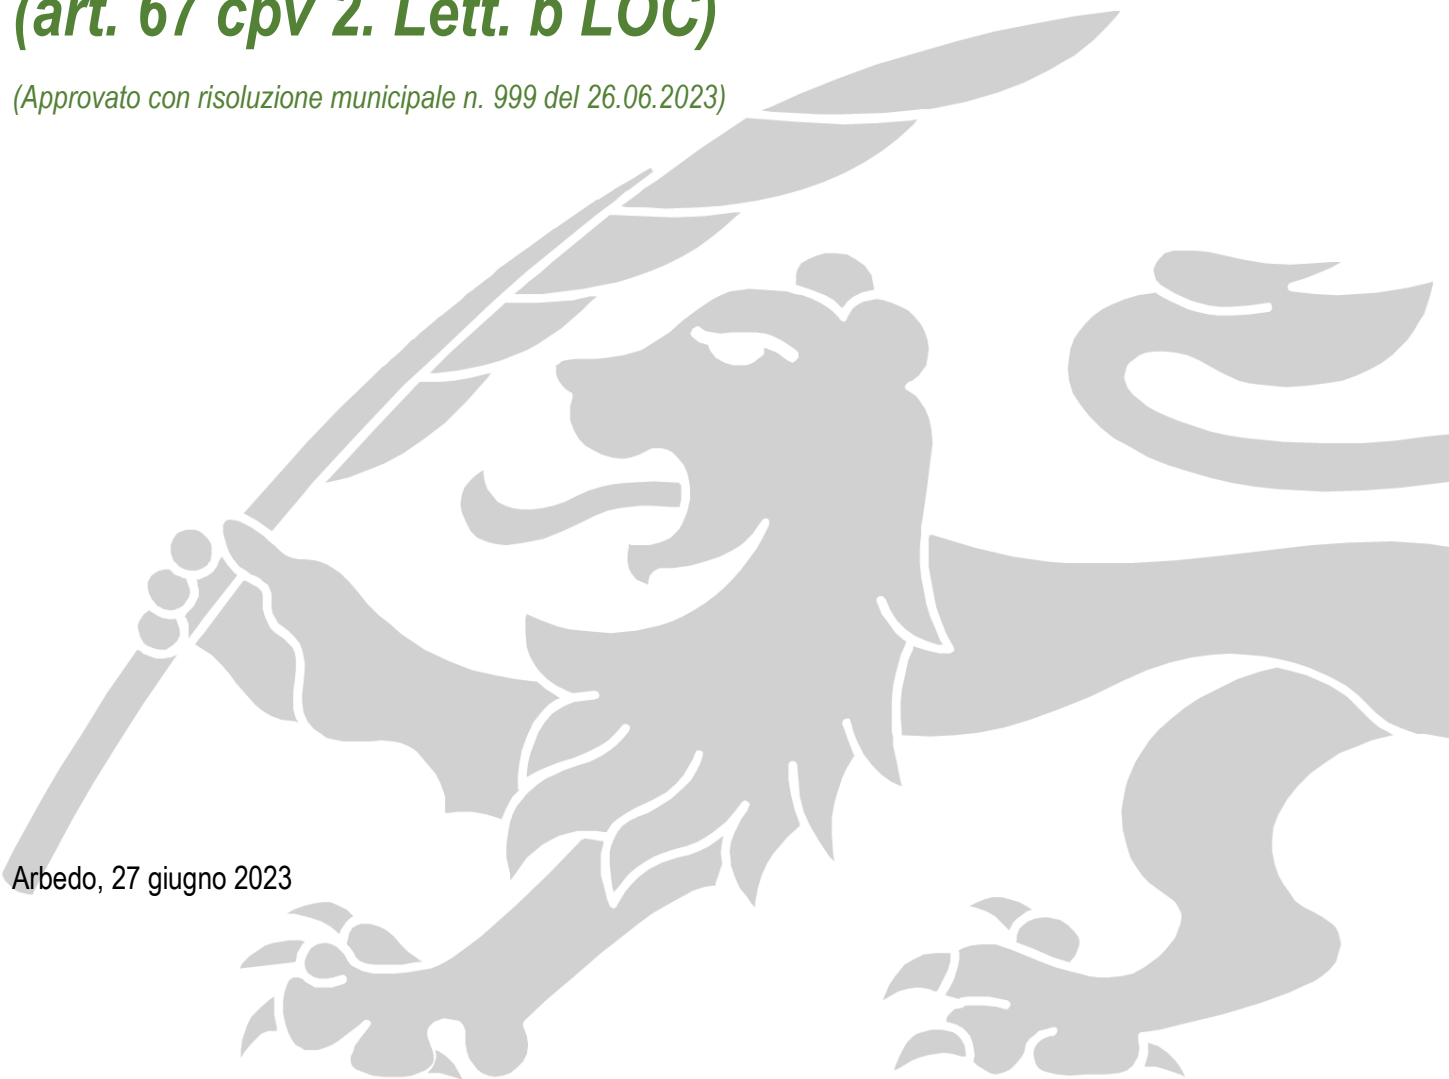 (art. 67 cpv 2. Lett. b LOC)
(Approvato con risoluzione municipale n. 999 del 26.06.2023)
Arbedo, 27 giugno 2023